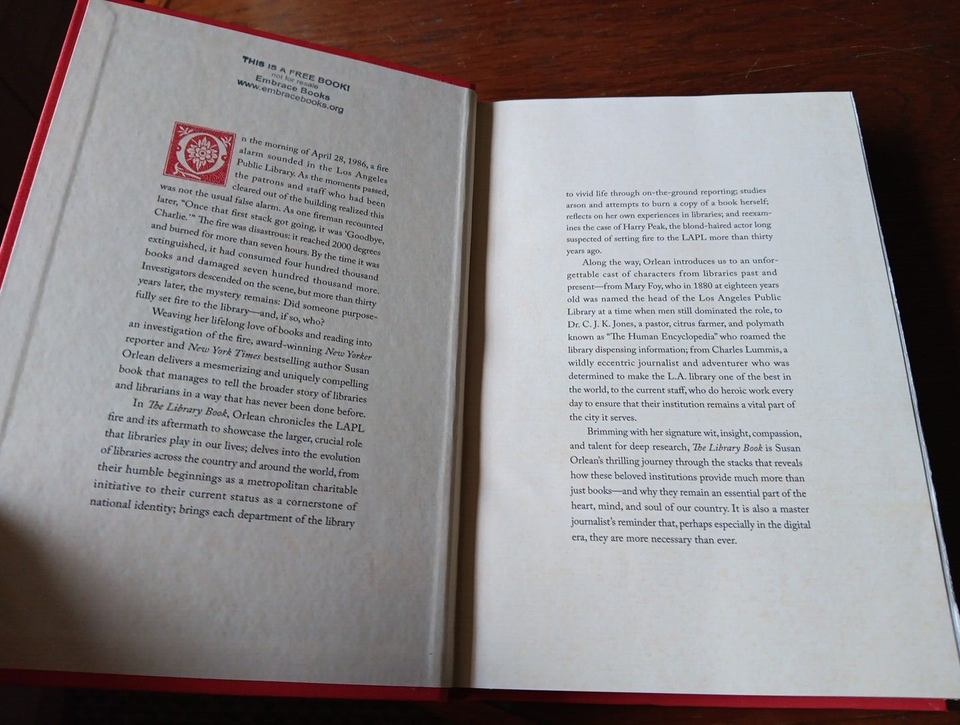 THIS IS A FREE BOOK!
not for resale
Embrace Books
www.embracebooks.org
On the morning of April 28, 1986, a fire
alarm sounded in the Los Angeles
Public Library. As the moments passed,
the patrons and staff who had been
cleared out of the building realized this
was not the usual false alarm. As one fireman recounted
later, “Once that first stack got going, it was ‘Goodbye,
Charlie.’” The fire was disastrous: it reached 2000 degrees
and burned for more than seven hours. By the time it was
extinguished, it had consumed four hundred thousand
books and damaged seven hundred thousand more.
Investigators descended on the scene, but more than thirty
years later, the mystery remains: Did someone purpose-
fully set fire to the library—and, if so, who?
Weaving her lifelong love of books and reading into
an investigation of the fire, award-winning New Yorker
reporter and New York Times bestselling author Susan
Orlean delivers a mesmerizing and uniquely compelling
book that manages to tell the broader story of libraries
and librarians in a way that has never been done before.
In The Library Book, Orlean chronicles the LAPL
fire and its aftermath to showcase the larger, crucial role
that libraries play in our lives; delves into the evolution
of libraries across the country and around the world, from
their humble beginnings as a metropolitan charitable
initiative to their current status as a cornerstone of
national identity; brings each department of the library
to vivid life through on-the-ground reporting; studies
arson and attempts to burn a copy of a book herself;
reflects on her own experiences in libraries; and reexam-
ines the case of Harry Peak, the blond-haired actor long
suspected of setting fire to the LAPL more than thirty
years ago.
Along the way, Orlean introduces us to an unfor-
gettable cast of characters from libraries past and
present—from Mary Foy, who in 1880 at eighteen years
old was named the head of the Los Angeles Public
Library at a time when men still dominated the role, to
Dr. C. J. K. Jones, a pastor, citrus farmer, and polymath
known as “The Human Encyclopedia” who roamed the
library dispensing information; from Charles Lummis, a
wildly eccentric journalist and adventurer who was
determined to make the L.A. library one of the best in
the world, to the current staff, who do heroic work every
day to ensure that their institution remains a vital part of
the city it serves.
Brimming with her signature wit, insight, compassion,
and talent for deep research, The Library Book is Susan
Orlean’s thrilling journey through the stacks that reveals
how these beloved institutions provide much more than
just books—and why they remain an essential part of the
heart, mind, and soul of our country. It is also a master
journalist’s reminder that, perhaps especially in the digital
era, they are more necessary than ever.